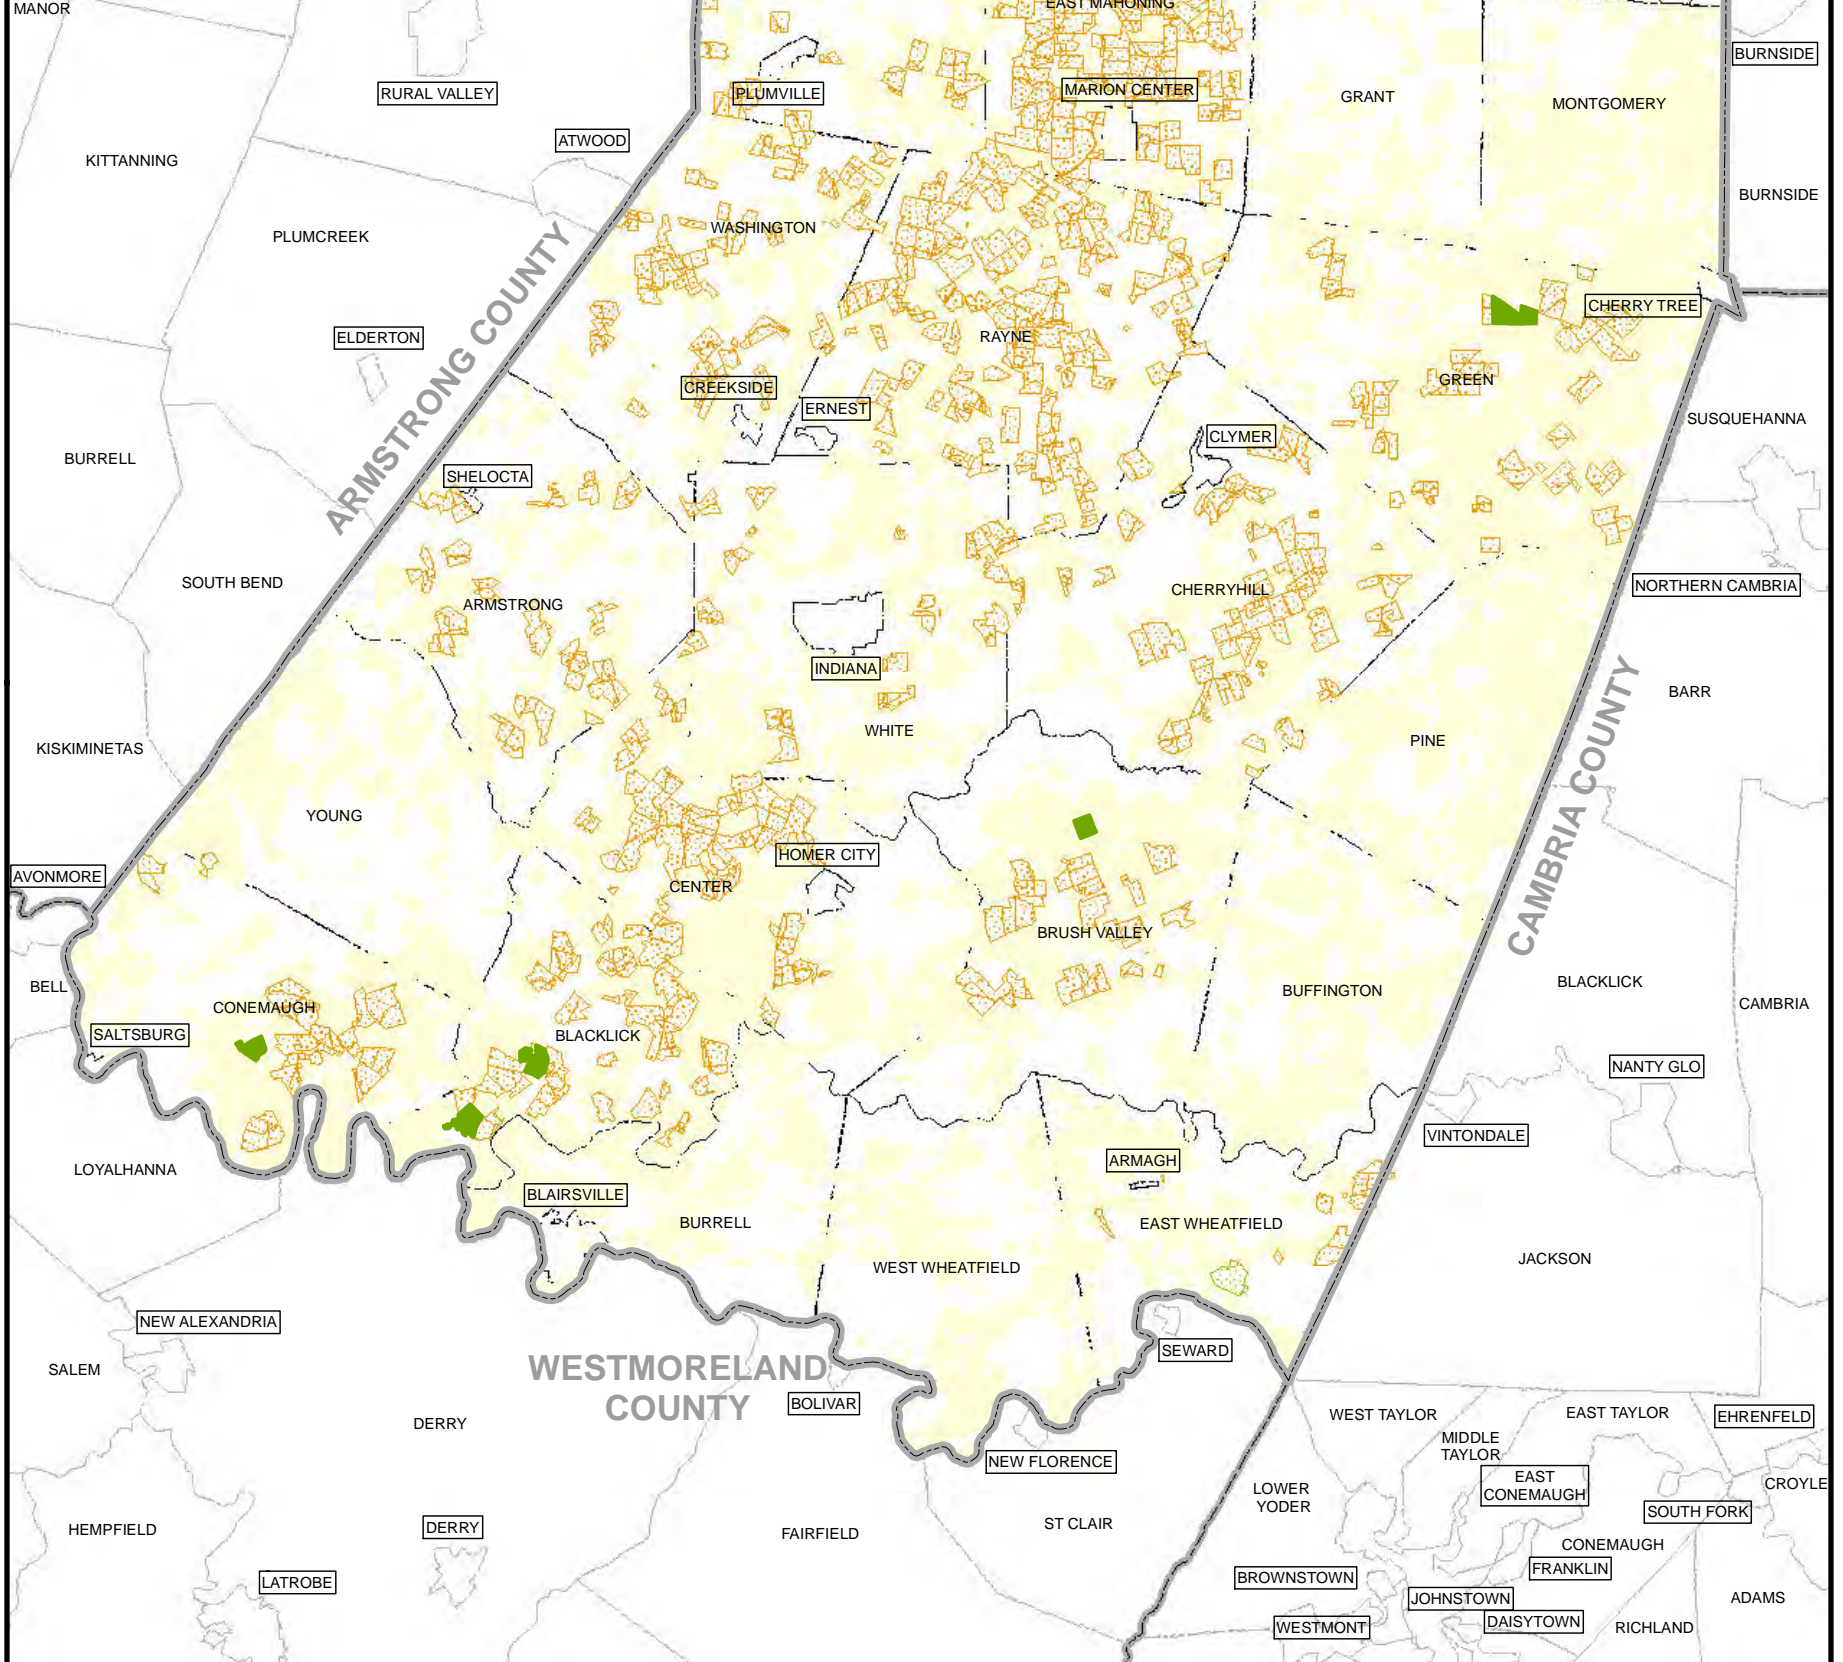 MANOR
EAST MAHONING
BURNSIDE
RURAL VALLEY
PLUMVILLE
MARION CENTER
GRANT
MONTGOMERY
ATWOOD
KITTANNING
BURNSIDE
PLUMCREEK
WASHINGTON
CHERRY TREE
ELDERTON
RAYNE
ARMSTRONG COUNTY
GREEN
CREEKSIDE
ERNEST
SUSQUEHANNA
CLYMER
BURRELL
SHELOCTA
SOUTH BEND
NORTHERN CAMBRIA
CHERRYHILL
ARMSTRONG
INDIANA
BARR
WHITE
PINE
KISKIMINETAS
CAMBRIA COUNTY
YOUNG
HOMER CITY
AVONMORE
CENTER
BRUSH VALLEY
BELL
BUFFINGTON
BLACKLICK
CAMBRIA
CONEMAUGH
SALTSBURG
BLACKLICK
NANTY GLO
VINTONDALE
LOYALHANNA
ARMAGH
BLAIRSVILLE
BURRELL
EAST WHEATFIELD
WEST WHEATFIELD
JACKSON
NEW ALEXANDRIA
SEWARD
SALEM
WESTMORELAND
COUNTY
BOLIVAR
DERRY
WEST TAYLOR
EAST TAYLOR
EHRENFELD
MIDDLE
TAYLOR
NEW FLORENCE
EAST
CONEMAUGH
CROYLE
LOWER
YODER
SOUTH FORK
HEMPFIELD
DERRY
FAIRFIELD
ST CLAIR
CONEMAUGH
FRANKLIN
LATROBE
BROWNSTOWN
JOHNSTOWN
ADAMS
DAISYTOWN
WESTMONT
RICHLAND